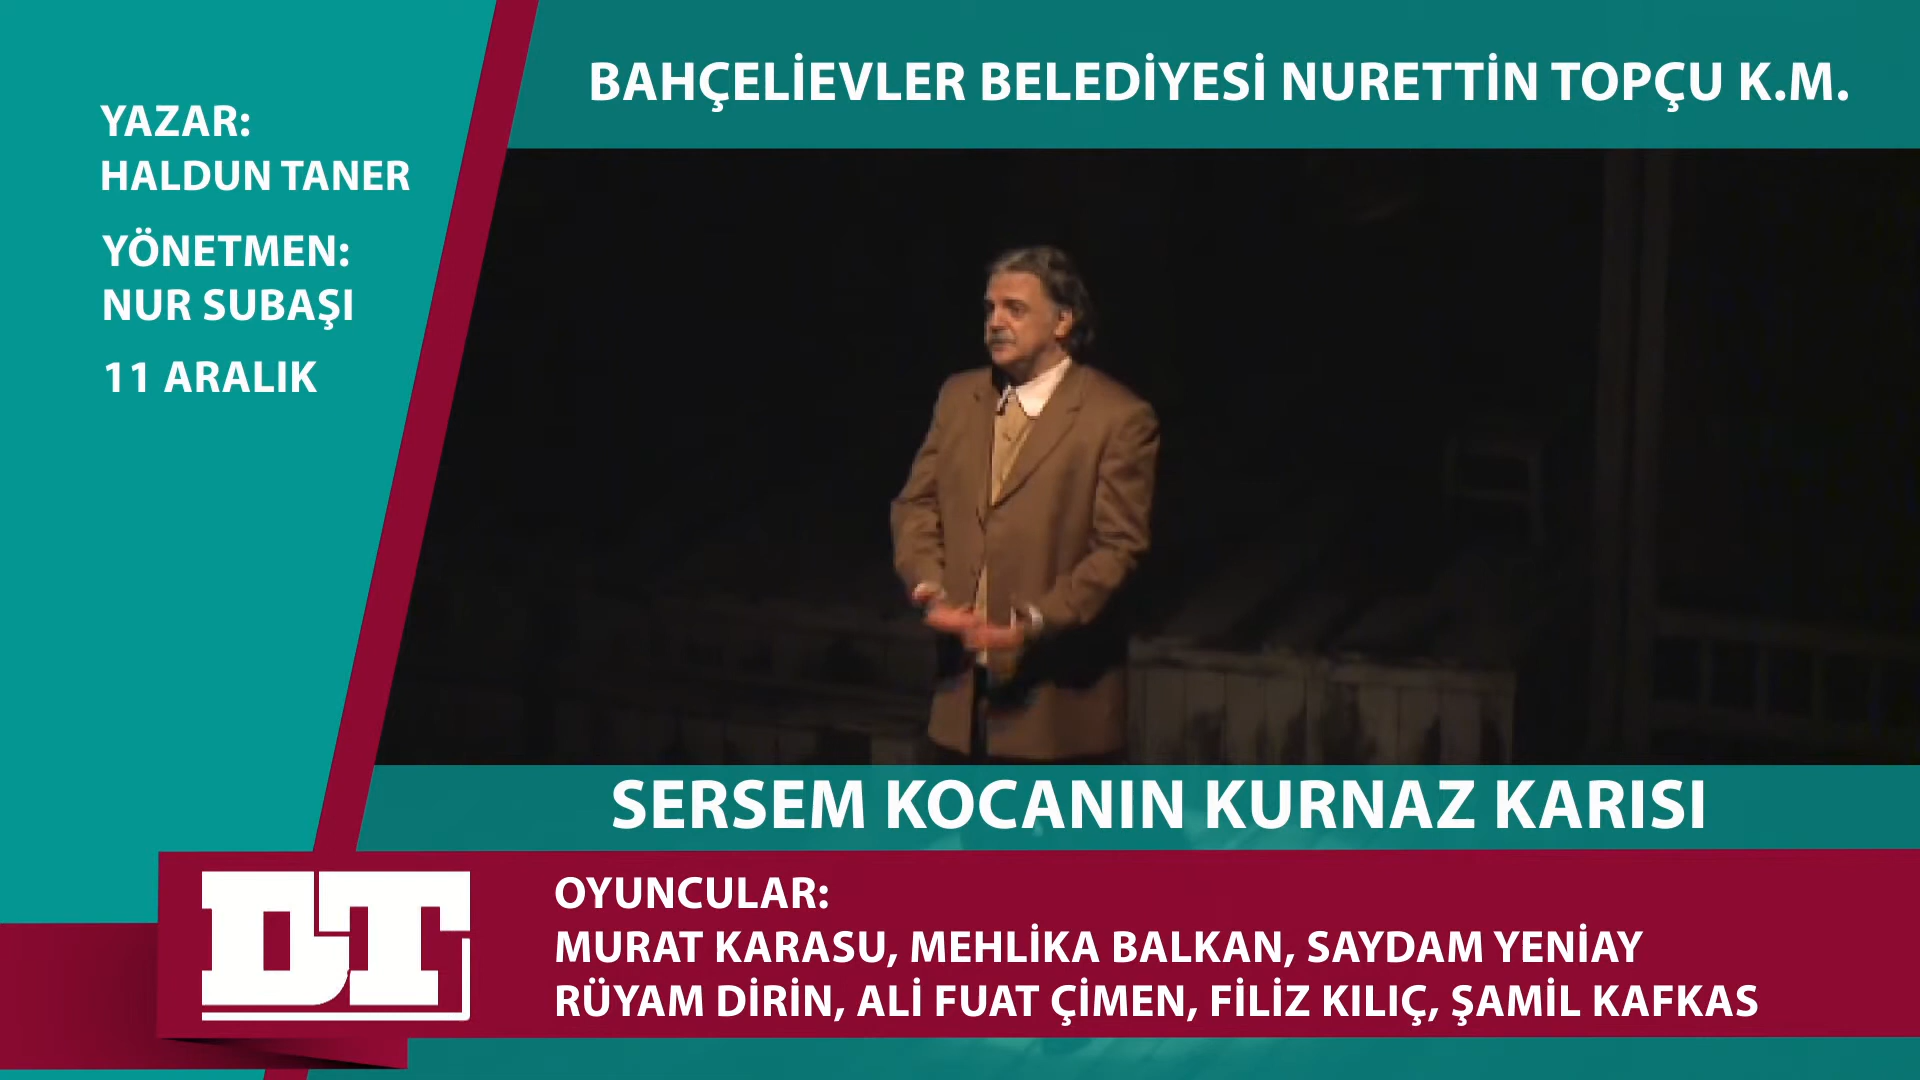 BAHÇELİEVLER BELEDİYESİ NURETTİN TOPÇU K.M.
YAZAR:
HALDUN TANER
YÖNETMEN:
NUR SUBAŞI
11 ARALIK
SERSEM KOCANIN KURNAZ KARISI
DT
OYUNCULAR:
MURAT KARASU, MEHLİKA BALKAN, SAYDAM YENİAY
RÜYAM DİRİN, ALİ FUAT ÇİMEN, FİLİZ KILIÇ, ŞAMİL KAFKAS